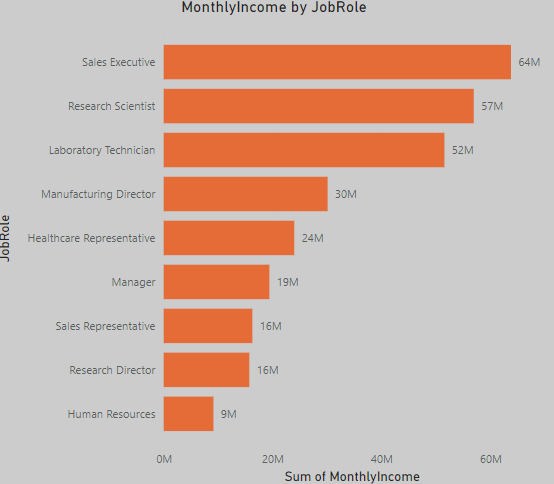 MonthlyIncome by JobRole
JobRole
Sales Executive 64M
Research Scientist 57M
Laboratory Technician 52M
Manufacturing Director 30M
Healthcare Representative 24M
Manager 19M
Sales Representative 16M
Research Director 16M
Human Resources 9M
0M 20M 40M 60M
Sum of MonthlyIncome